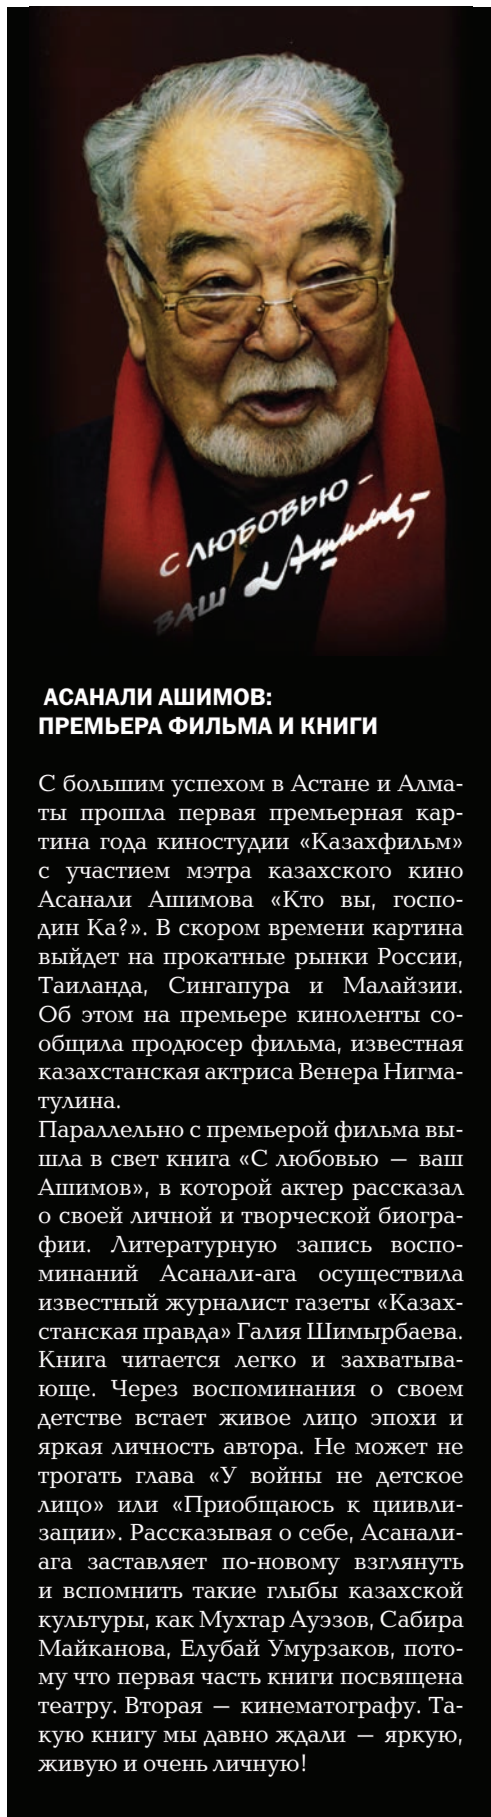 С ЛЮБОВЬЮ –
ВАШ Ашимов
АСАНАЛИ АШИМОВ:
ПРЕМЬЕРА ФИЛЬМА И КНИГИ
С большим успехом в Астане и Алма-
ты прошла первая премьерная кар-
тина года киностудии «Казахфильм»
с участием мэтра казахского кино
Асанали Ашимова «Кто вы, госпо-
дин Ка?». В скором времени картина
выйдет на прокатные рынки России,
Таиланда, Сингапура и Малайзии.
Об этом на премьере киноленты со-
общила продюсер фильма, известная
казахстанская актриса Венера Нигма-
тулина.
Параллельно с премьерой фильма вы-
шла в свет книга «С любовью — ваш
Ашимов», в которой актер рассказал
о своей личной и творческой биогра-
фии. Литературную запись воспо-
минаний Асанали-ага осуществила
известный журналист газеты «Казах-
станская правда» Галия Шимырбаева.
Книга читается легко и захватыва-
юще. Через воспоминания о своем
детстве встает живое лицо эпохи и
яркая личность автора. Не может не
трогать глава «У войны не детское
лицо» или «Приобщаюсь к циивли-
зации». Рассказывая о себе, Асанали-
ага заставляет по-новому взглянуть
и вспомнить такие глыбы казахской
культуры, как Мухтар Ауэзов, Сабира
Майканова, Елубай Умурзаков, пото-
му что первая часть книги посвящена
театру. Вторая — кинематографу. Та-
кую книгу мы давно ждали — яркую,
живую и очень личную!